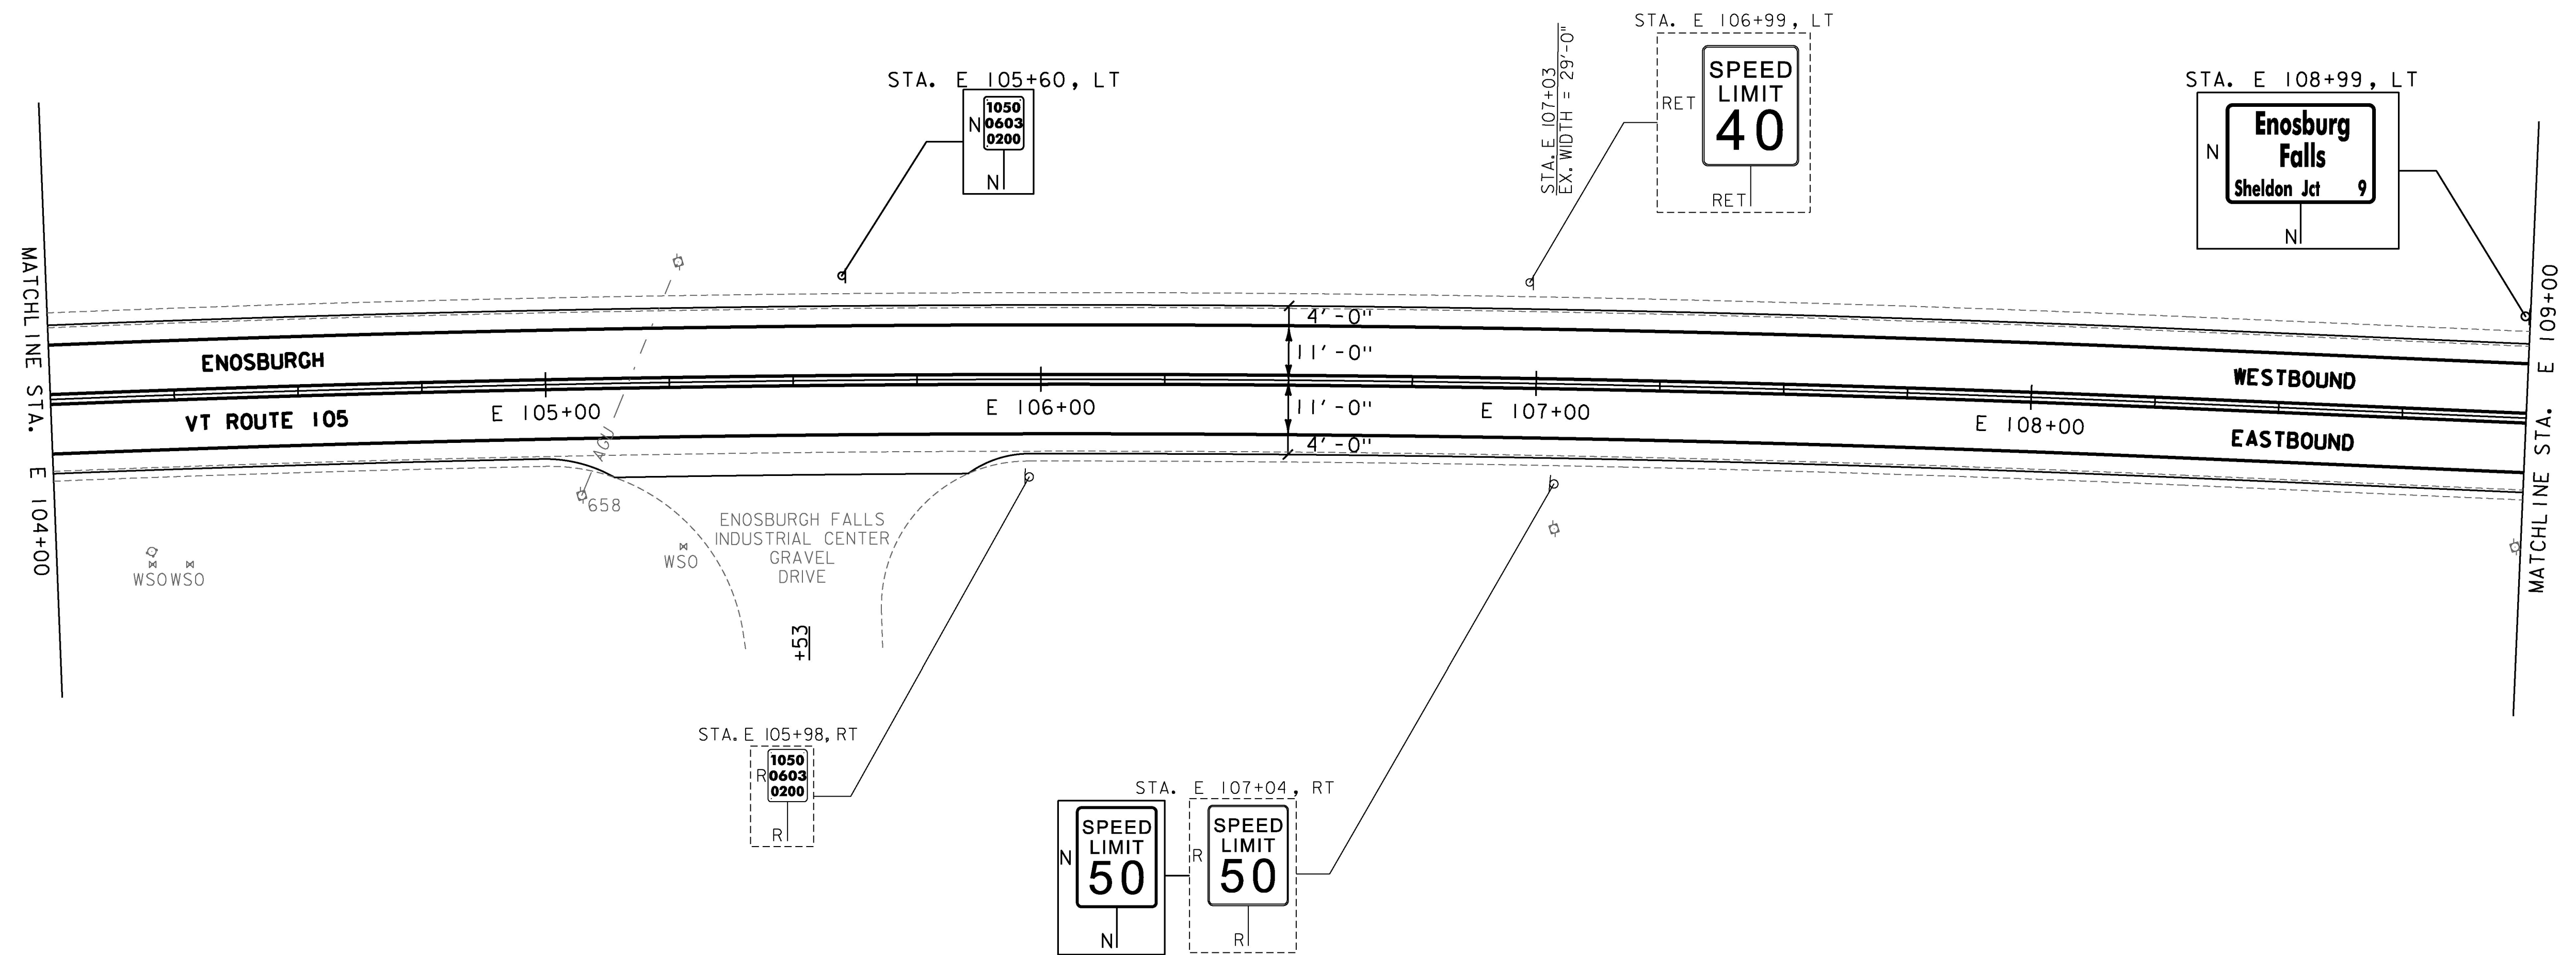 STA. E 106+99, LT
RET
SPEED
LIMIT
40
RET
STA. E 107+03
EX. WIDTH = 29'-0"
STA. E 105+60, LT
N
1050
0603
0200
N
STA. E 108+99, LT
N
Enosburg
Falls
Sheldon Jct 9
N
MATCHLINE STA. E 104+00
MATCHLINE STA. E 109+00
4'-0"
11'-0"
ENOSBURGH
WESTBOUND
VT ROUTE 105
E 105+00
E 106+00
11'-0"
E 107+00
E 108+00
EASTBOUND
4'-0"
AGU
658
WSO WSO
WSO
ENOSBURGH FALLS
INDUSTRIAL CENTER
GRAVEL
DRIVE
+53
STA. E 105+98, RT
R
1050
0603
0200
R
STA. E 107+04, RT
N
SPEED
LIMIT
50
N
R
SPEED
LIMIT
50
R